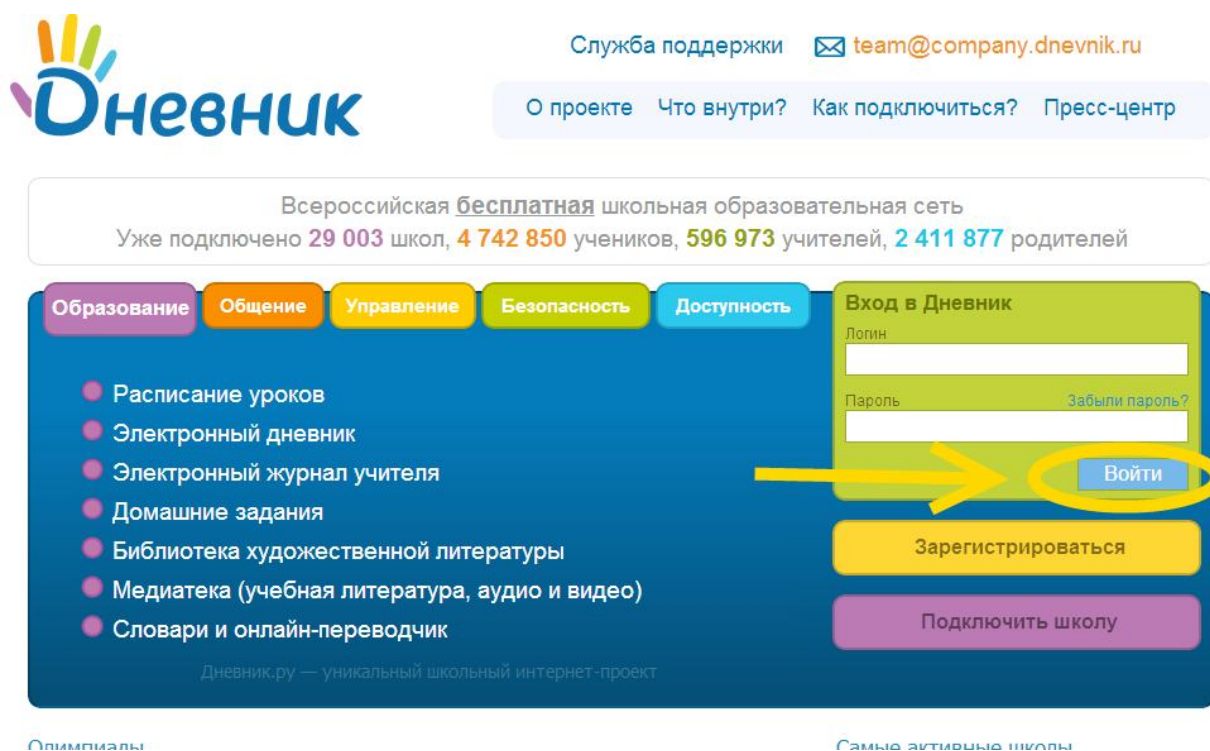 Дневник
Служба поддержки team@company.dnevnik.ru
О проекте Что внутри? Как подключиться? Пресс-центр
Всероссийская бесплатная школьная образовательная сеть
Уже подключено 29 003 школ, 4 742 850 учеников, 596 973 учителей, 2 411 877 родителей
Образование Общение Управление Безопасность Доступность
Расписание уроков
Электронный дневник
Электронный журнал учителя
Домашние задания
Библиотека художественной литературы
Медиатека (учебная литература, аудио и видео)
Словари и онлайн-переводчик
Дневник.ру — уникальный школьный интернет-проект
Вход в Дневник
Логин
Пароль Забыли пароль?
Войти
Зарегистрироваться
Подключить школу
Олимпиады Самые активные школы